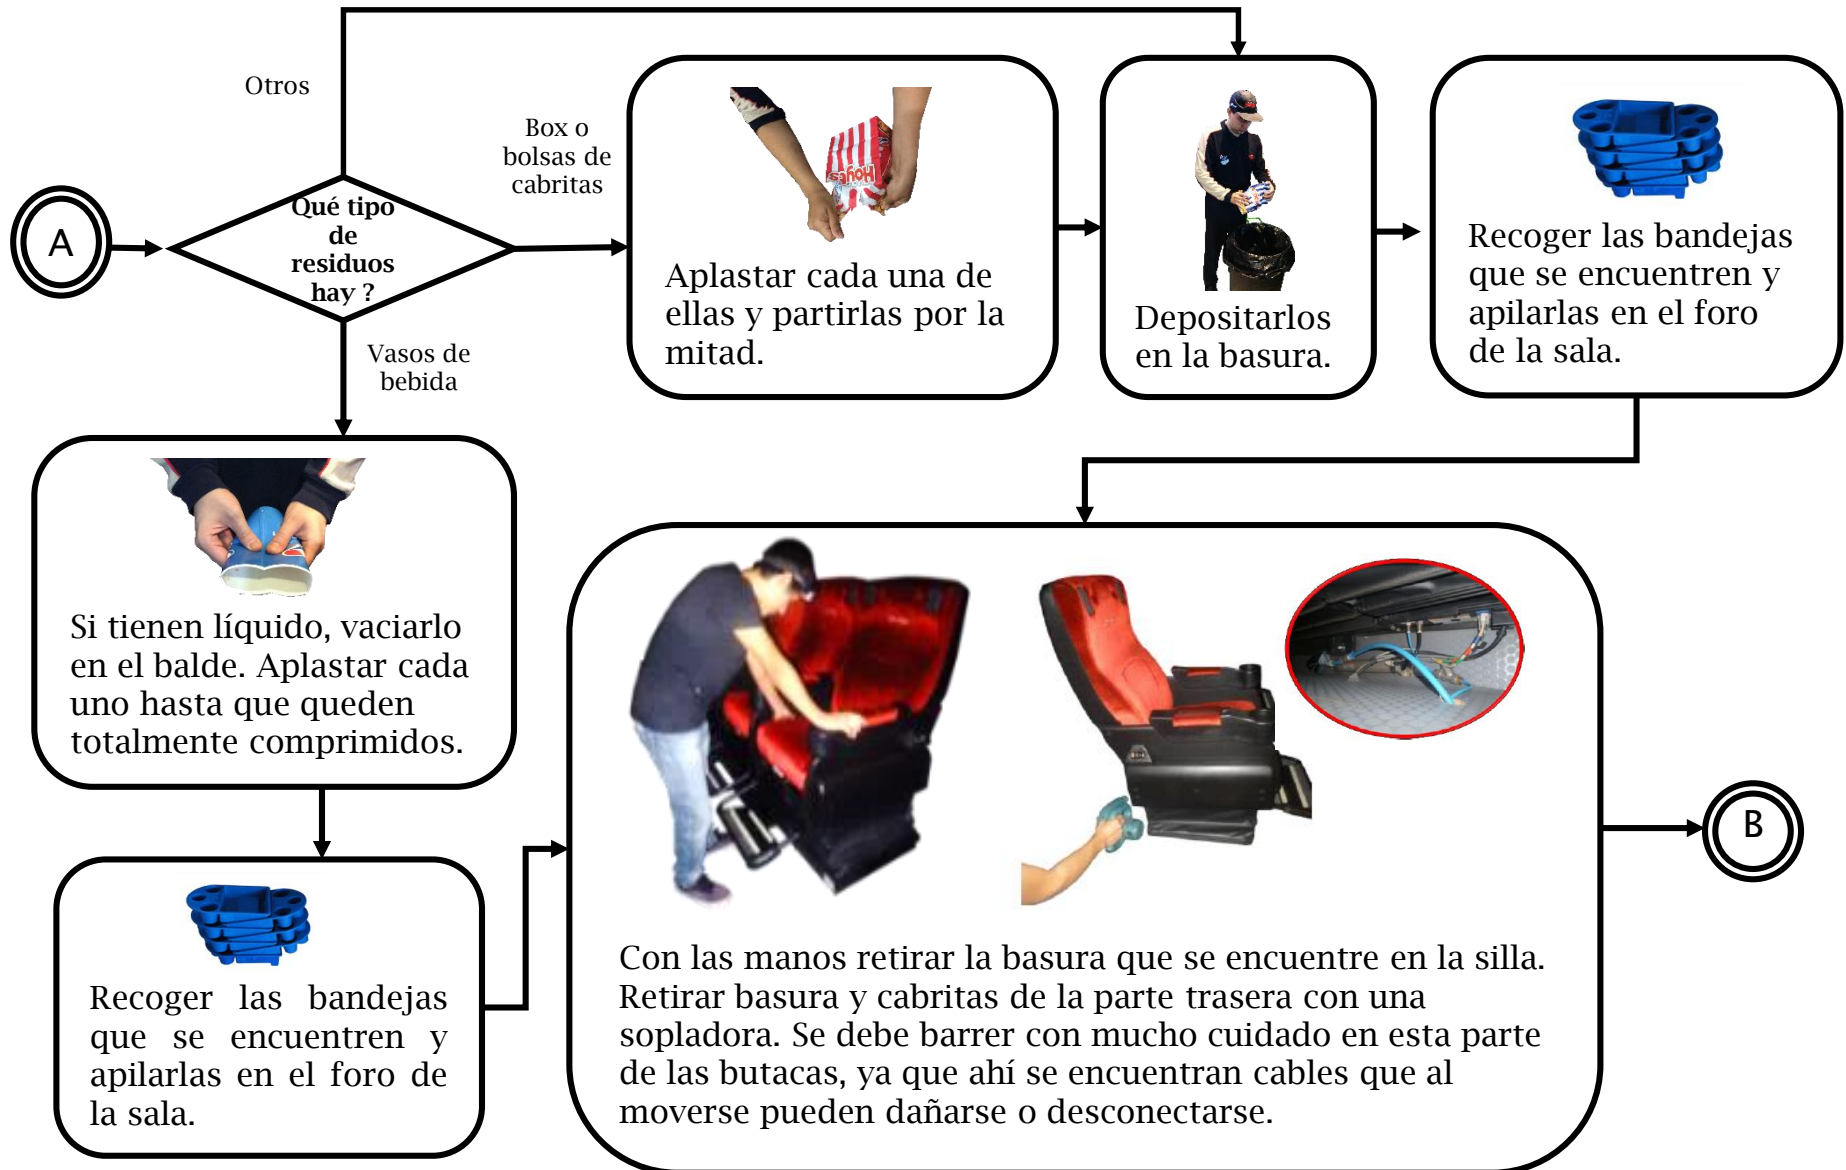 Otros
Box o
bolsas de
cabritas
A
Qué tipo
de
residuos
hay ?
Vasos de
bebida
Hoyts
Aplastar cada una de
ellas y partirlas por la
mitad.
Depositarlos
en la basura.
Recoger las bandejas
que se encuentren y
apilarlas en el foro
de la sala.
Si tienen líquido, vaciarlo
en el balde. Aplastar cada
uno hasta que queden
totalmente comprimidos.
Recoger las bandejas
que se encuentren y
apilarlas en el foro de
la sala.
Con las manos retirar la basura que se encuentre en la silla.
Retirar basura y cabritas de la parte trasera con una
sopladora. Se debe barrer con mucho cuidado en esta parte
de las butacas, ya que ahí se encuentran cables que al
moverse pueden dañarse o desconectarse.
B